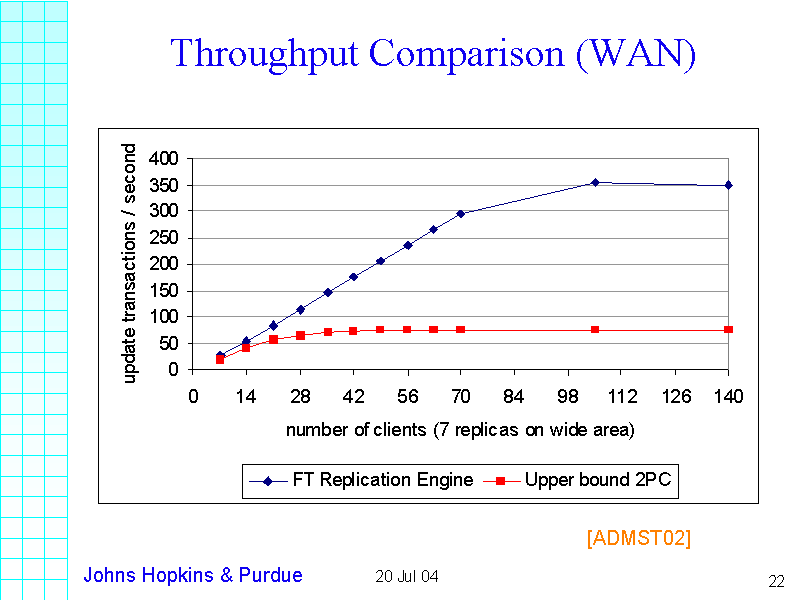 Throughput Comparison (WAN)
update transactions / second
400
350
300
250
200
150
100
50
0
0 14 28 42 56 70 84 98 112 126 140
number of clients (7 replicas on wide area)
FT Replication Engine Upper bound 2PC
[ADMST02]
Johns Hopkins & Purdue 20 Jul 04 22